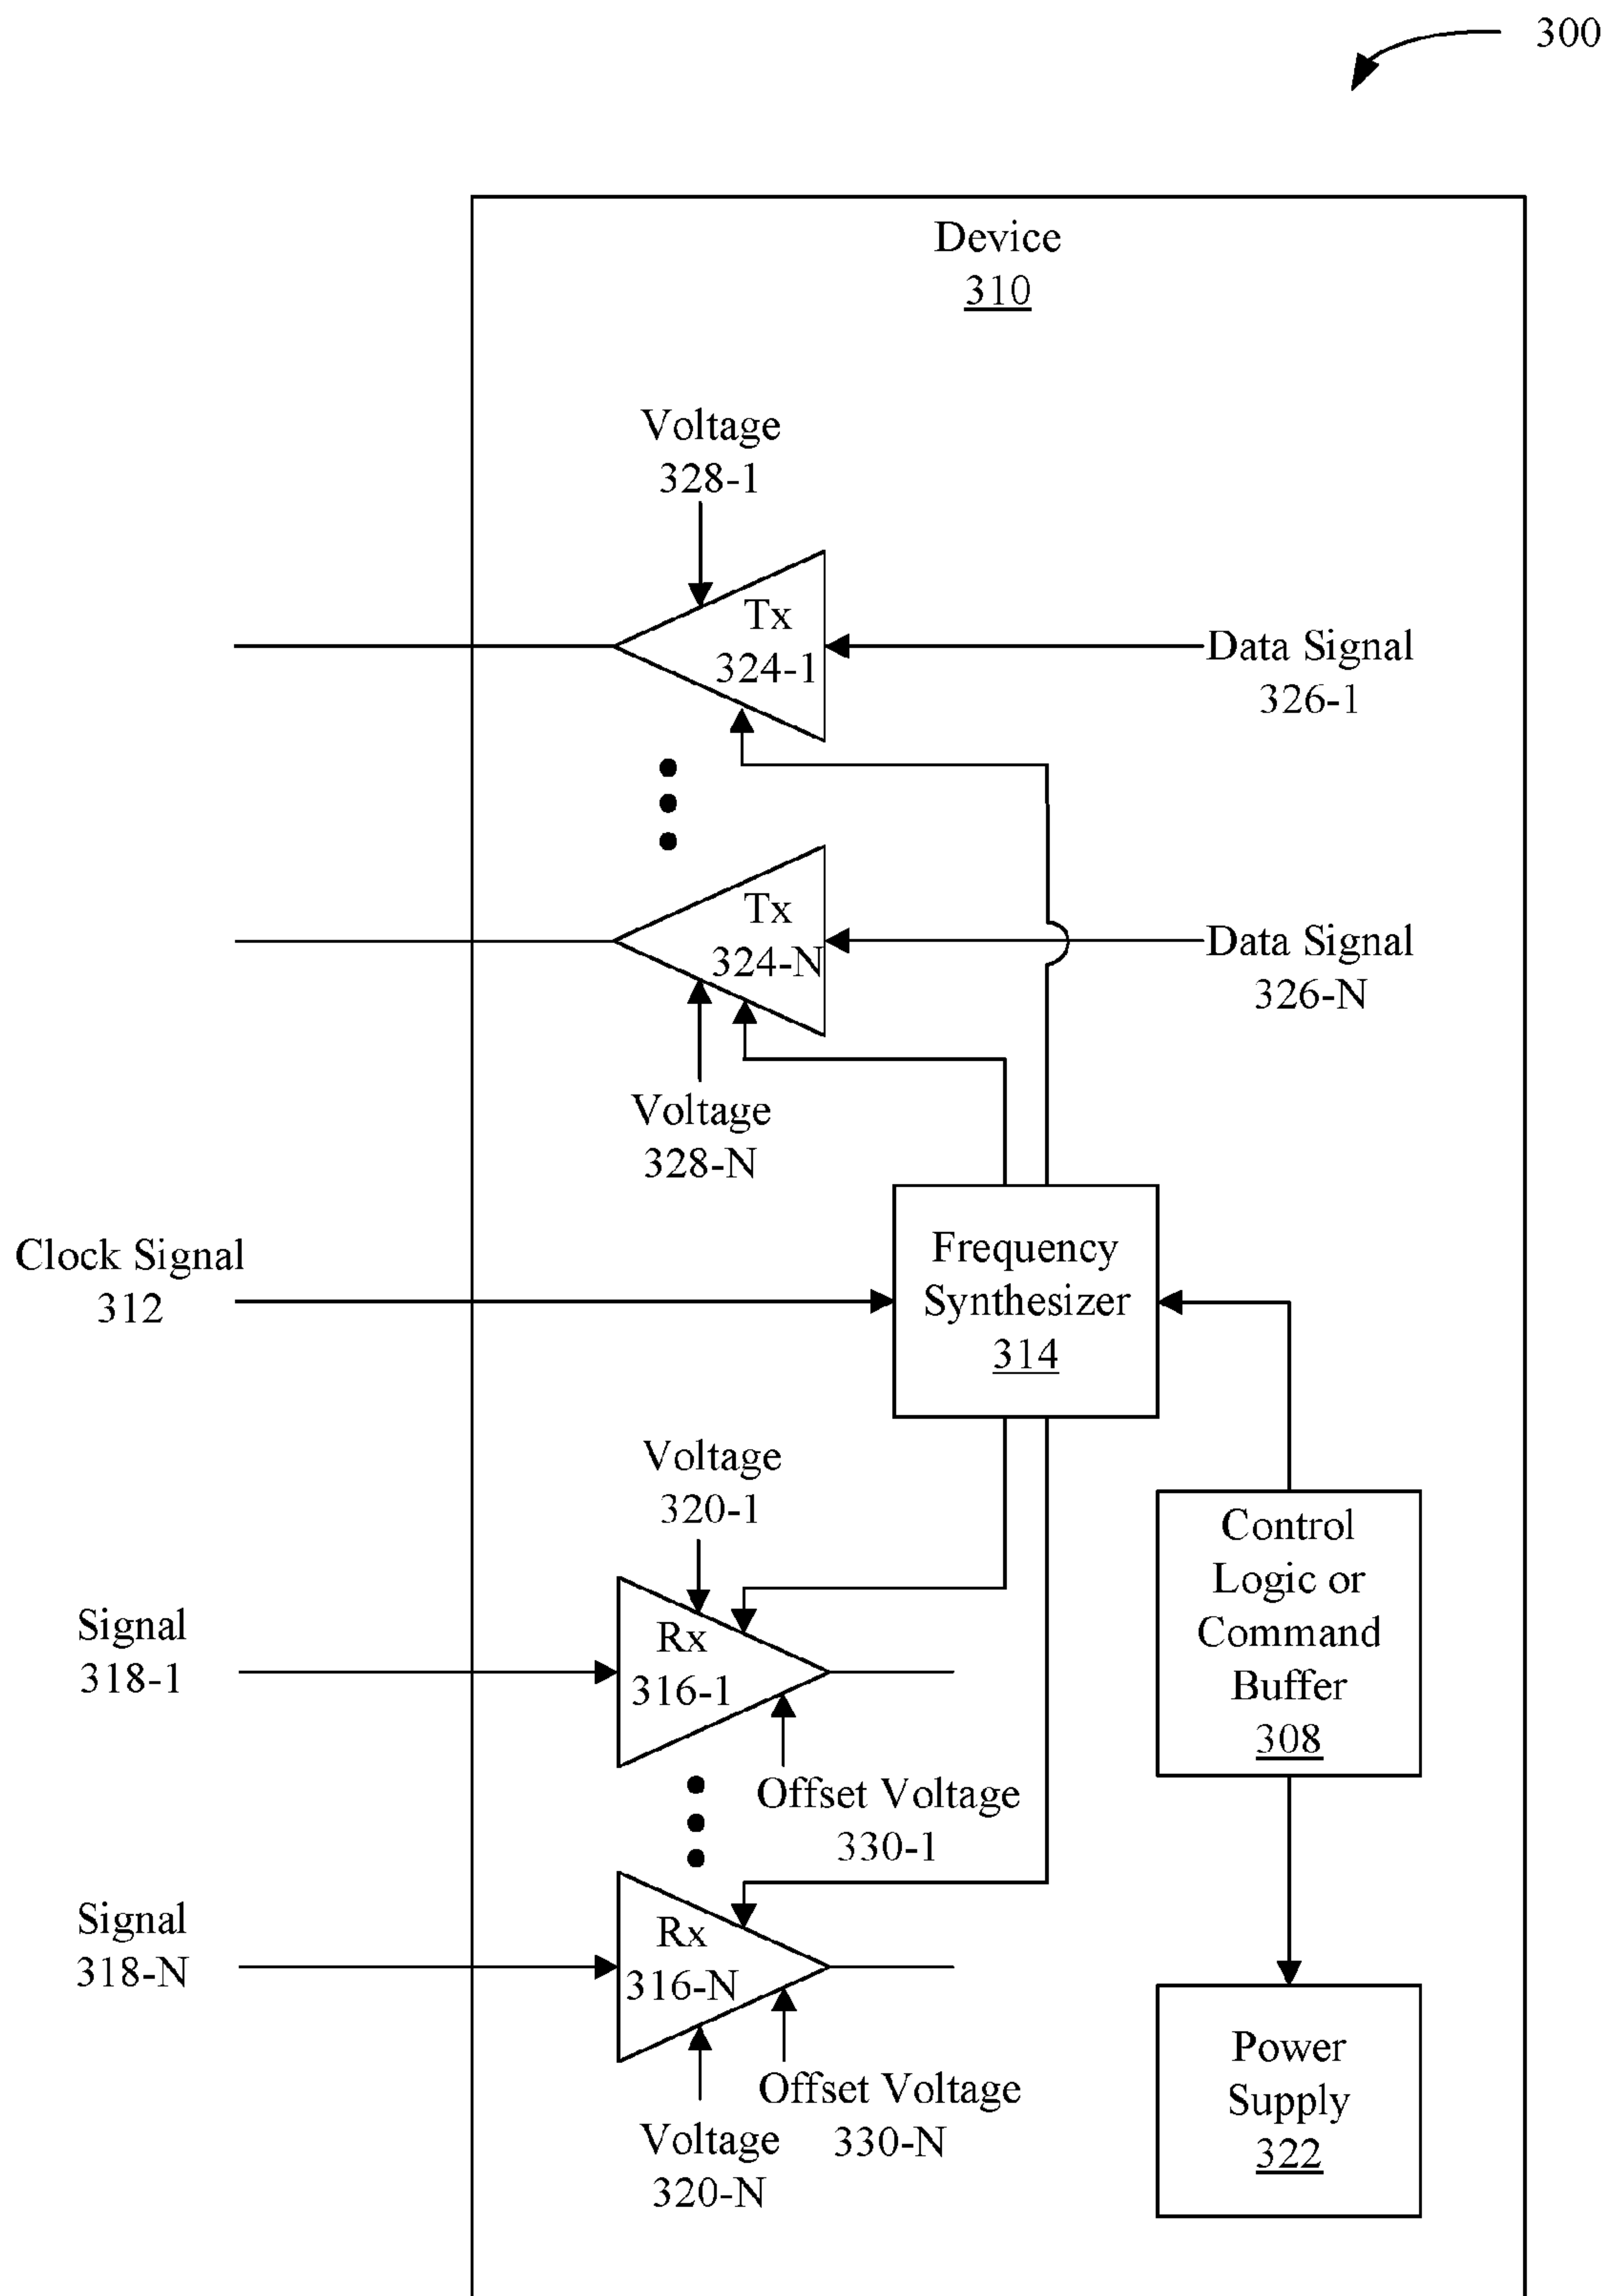 300
Device
310
Voltage
328-1
Tx
324-1
Data Signal
326-1
Tx
324-N
Data Signal
326-N
Voltage
328-N
Clock Signal
312
Frequency
Synthesizer
314
Voltage
320-1
Control
Logic or
Command
Buffer
308
Signal
318-1
Rx
316-1
Offset Voltage
330-1
Signal
318-N
Rx
316-N
Offset Voltage
330-N
Voltage
320-N
Power
Supply
322